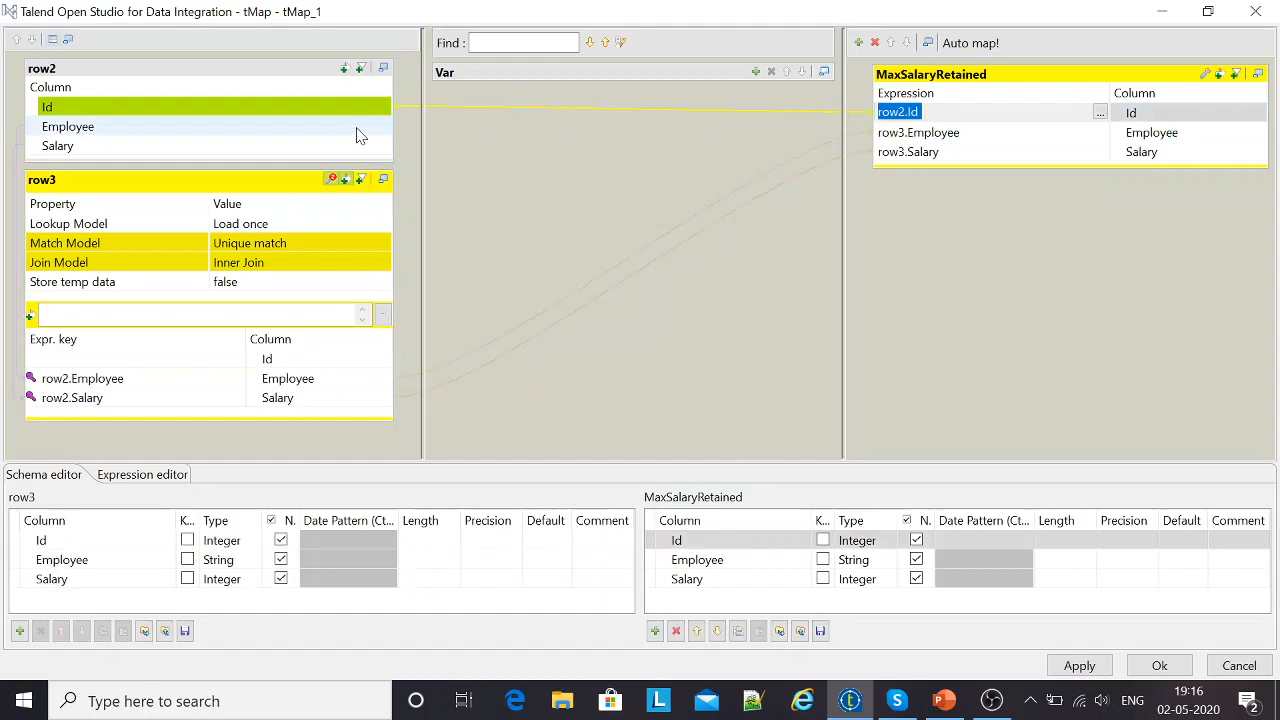 Talend Open Studio for Data Integration - tMap - tMap_1
Find :
Auto map!
row2
Column
Id
Employee
Salary
row3
Property Value
Lookup Model Load once
Match Model Unique match
Join Model Inner Join
Store temp data false
...
Expr. key Column
Id
row2.Employee Employee
row2.Salary Salary
Var
MaxSalaryRetained
Expression Column
row2.Id ... Id
row3.Employee Employee
row3.Salary Salary
Schema editor Expression editor
row3
Column K... Type N. Date Pattern (Ct... Length Precision Default Comment
Id Integer
Employee String
Salary Integer
MaxSalaryRetained
Column K... Type N. Date Pattern (Ct... Length Precision Default Comment
Id Integer
Employee String
Salary Integer
Apply Ok Cancel
Type here to search
ENG
19:16
02-05-2020
2